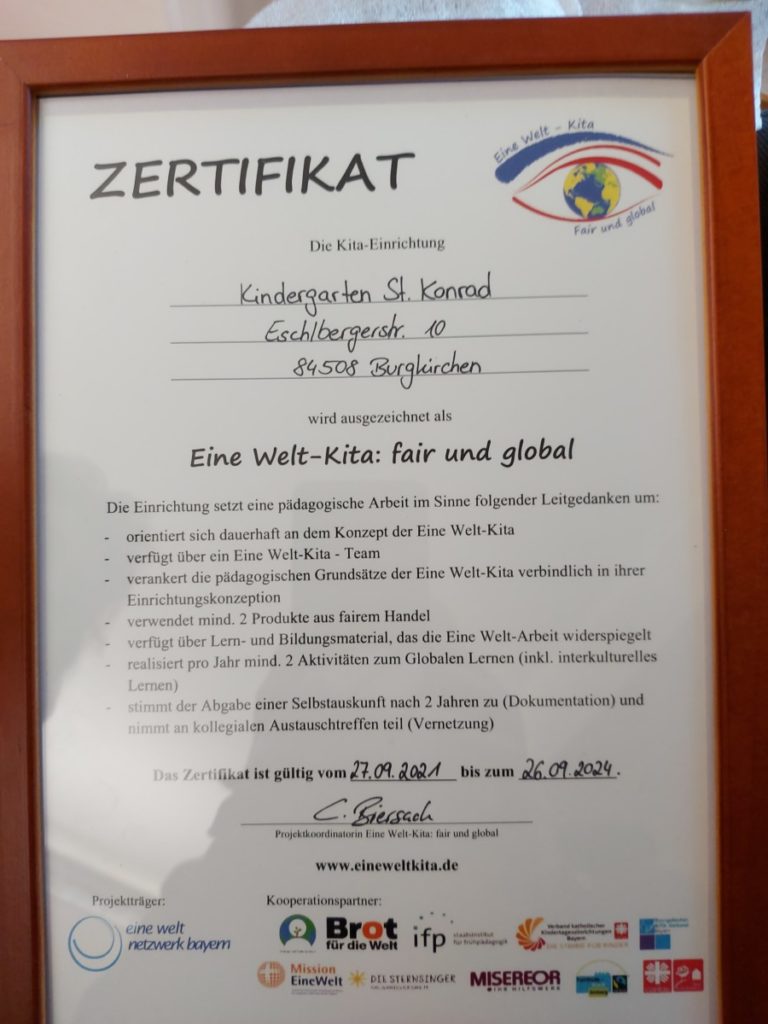 ZERTIFIKAT
Eine Welt - Kita
Fair und global
Die Kita-Einrichtung
Kindergarten St. Konrad
Eschlbergerstr. 10
84508 Burgkirchen
wird ausgezeichnet als
Eine Welt-Kita: fair und global
Die Einrichtung setzt eine pädagogische Arbeit im Sinne folgender Leitgedanken um:
- orientiert sich dauerhaft an dem Konzept der Eine Welt-Kita
- verfügt über ein Eine Welt-Kita - Team
- verankert die pädagogischen Grundsätze der Eine Welt-Kita verbindlich in ihrer
Einrichtungskonzeption
- verwendet mind. 2 Produkte aus fairem Handel
- verfügt über Lern- und Bildungsmaterial, das die Eine Welt-Arbeit widerspiegelt
- realisiert pro Jahr mind. 2 Aktivitäten zum Globalen Lernen (inkl. interkulturelles
Lernen)
- stimmt der Abgabe einer Selbstauskunft nach 2 Jahren zu (Dokumentation) und
nimmt an kollegialen Austauschtreffen teil (Vernetzung)
Das Zertifikat ist gültig vom 27.09.2021 bis zum 26.09.2024.
C. Biersack
Projektkoordinatorin Eine Welt-Kita: fair und global
www.eineweltkita.de
Projektträger:
Kooperationspartner:
eine welt
netzwerk bayern
Brot
für die Welt
ifp
staatsinstitut
für frühpädagogik
Verband katholischer
Kindertageseinrichtungen
Bayern
DIE STERNSINGER
Mission
EineWelt
MISEREOR
IHR HILFSWERK